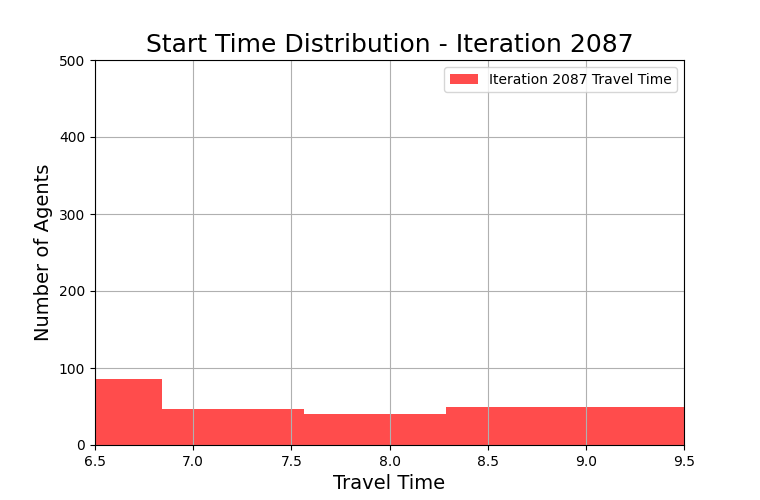 Start Time Distribution - Iteration 2087
Iteration 2087 Travel Time
Number of Agents
500
400
300
200
100
0
6.5 7.0 7.5 8.0 8.5 9.0 9.5
Travel Time